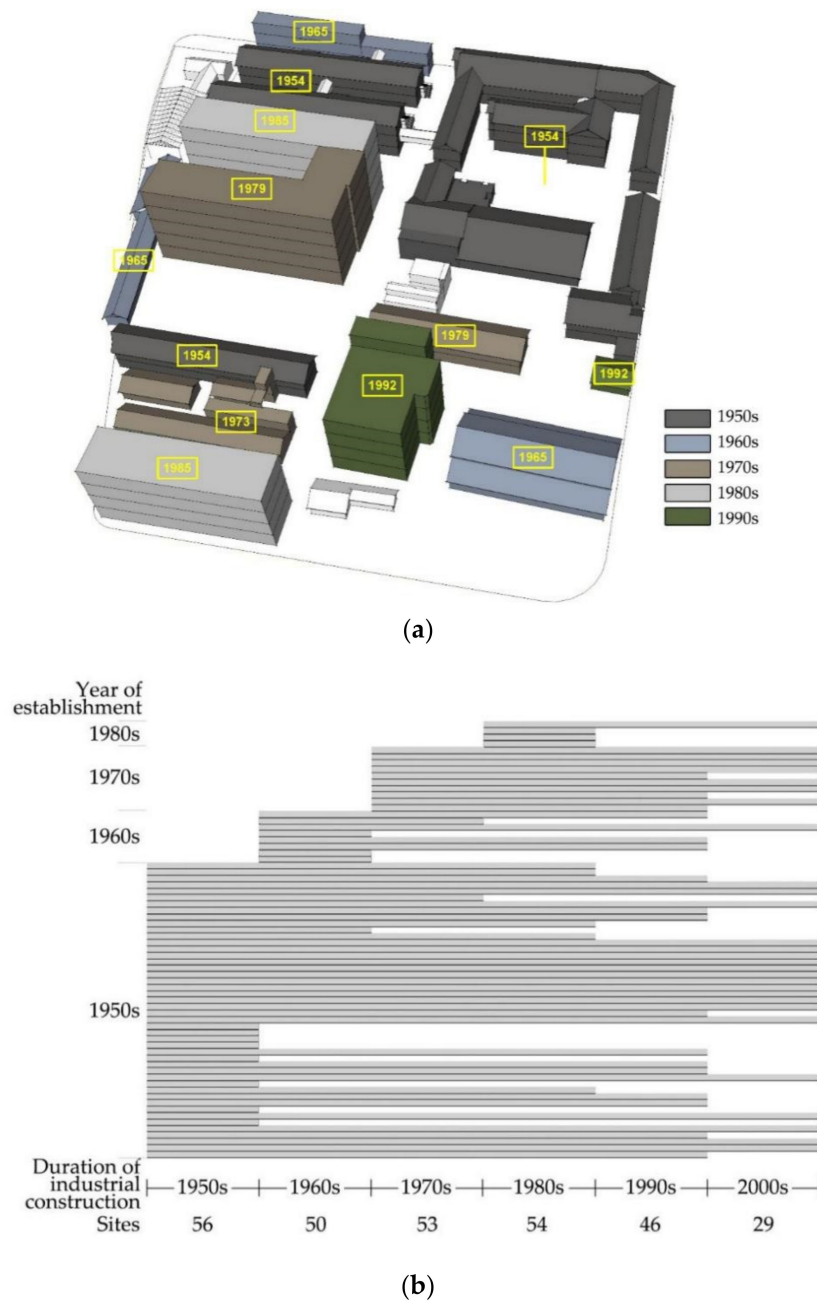 1965
1954
1985
1954
1979
1965
1979
1954
1992
1992
1973
1985
1965
1950s
1960s
1970s
1980s
1990s
(a)
Year of
establishment
1980s
1970s
1960s
1950s
Duration of
industrial
construction
1950s 1960s 1970s 1980s 1990s 2000s
Sites 56 50 53 54 46 29
(b)